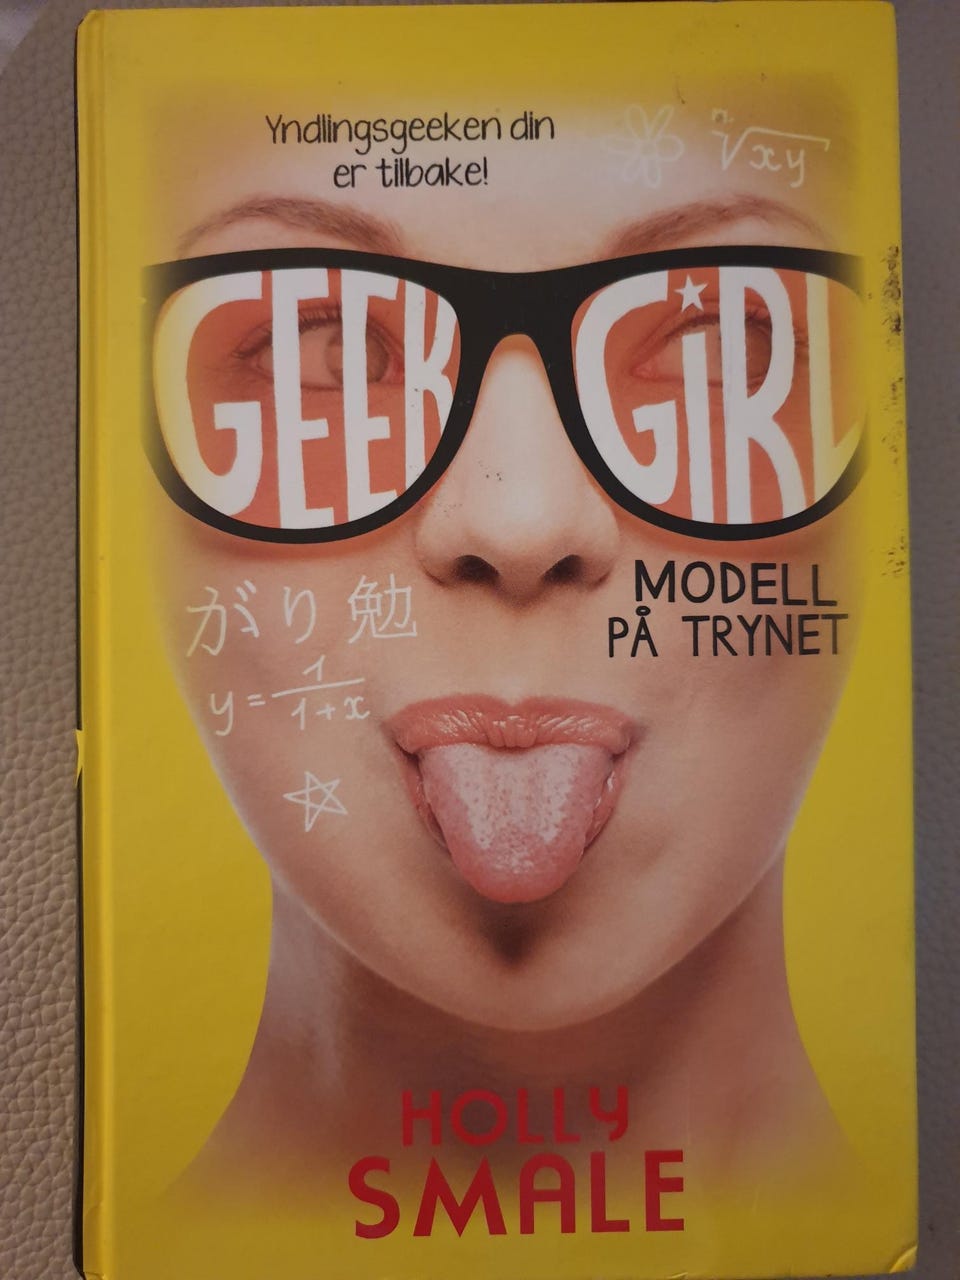 Yndlingsgeeken din
er tilbake!
ⁿ√xy
GEEK GIRL
MODELL
PÅ TRYNET
がり勉
y = 1/(1+x)
HOLLY
SMALE